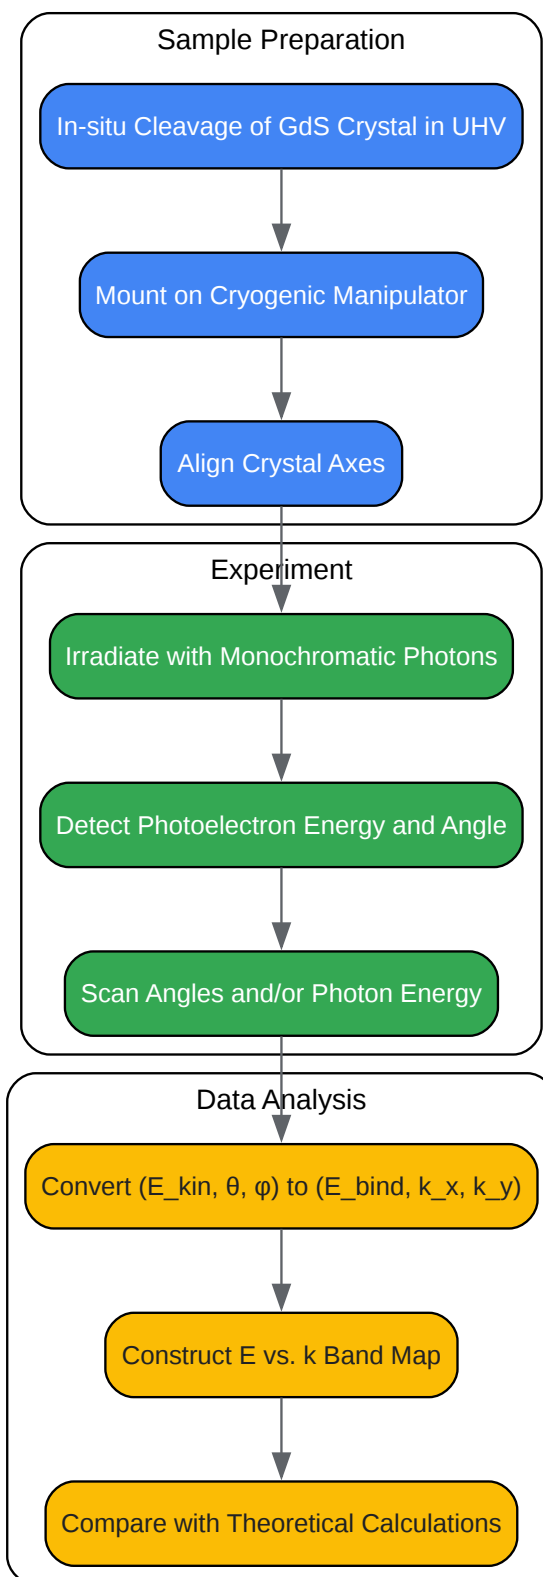 Sample Preparation
In-situ Cleavage of GdS Crystal in UHV
Mount on Cryogenic Manipulator
Align Crystal Axes
Experiment
Irradiate with Monochromatic Photons
Detect Photoelectron Energy and Angle
Scan Angles and/or Photon Energy
Data Analysis
Convert (E_kin, θ, φ) to (E_bind, k_x, k_y)
Construct E vs. k Band Map
Compare with Theoretical Calculations